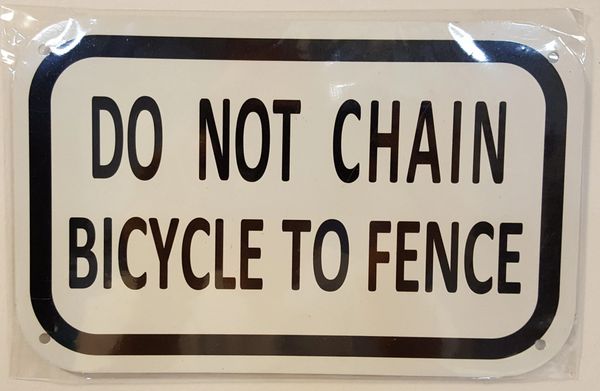 DO NOT CHAIN
BICYCLE TO FENCE